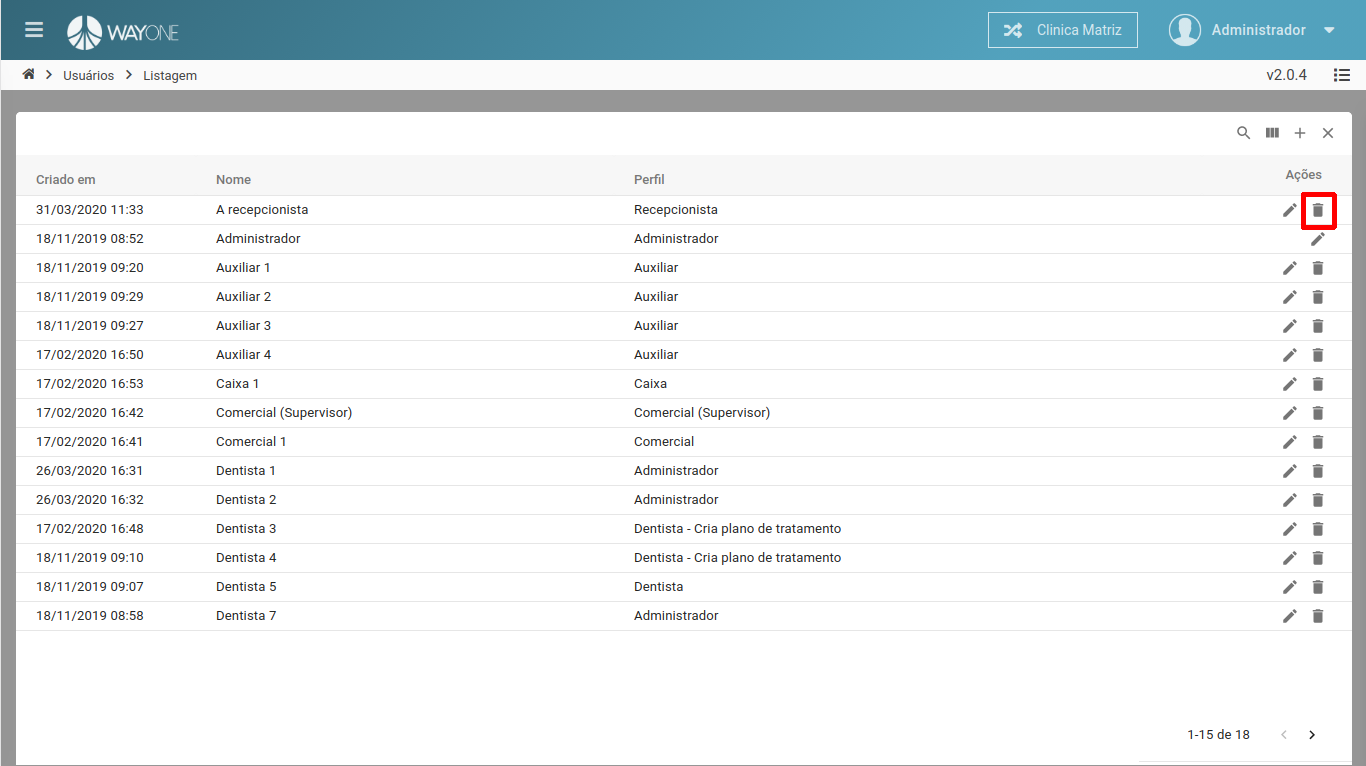 WAYONE
Clinica Matriz
Administrador
Usuários
Listagem
v2.0.4
Criado em Nome Perfil Ações
31/03/2020 11:33 A recepcionista Recepcionista
18/11/2019 08:52 Administrador Administrador
18/11/2019 09:20 Auxiliar 1 Auxiliar
18/11/2019 09:29 Auxiliar 2 Auxiliar
18/11/2019 09:27 Auxiliar 3 Auxiliar
17/02/2020 16:50 Auxiliar 4 Auxiliar
17/02/2020 16:53 Caixa 1 Caixa
17/02/2020 16:42 Comercial (Supervisor) Comercial (Supervisor)
17/02/2020 16:41 Comercial 1 Comercial
26/03/2020 16:31 Dentista 1 Administrador
26/03/2020 16:32 Dentista 2 Administrador
17/02/2020 16:48 Dentista 3 Dentista - Cria plano de tratamento
18/11/2019 09:10 Dentista 4 Dentista - Cria plano de tratamento
18/11/2019 09:07 Dentista 5 Dentista
18/11/2019 08:58 Dentista 7 Administrador
1-15 de 18